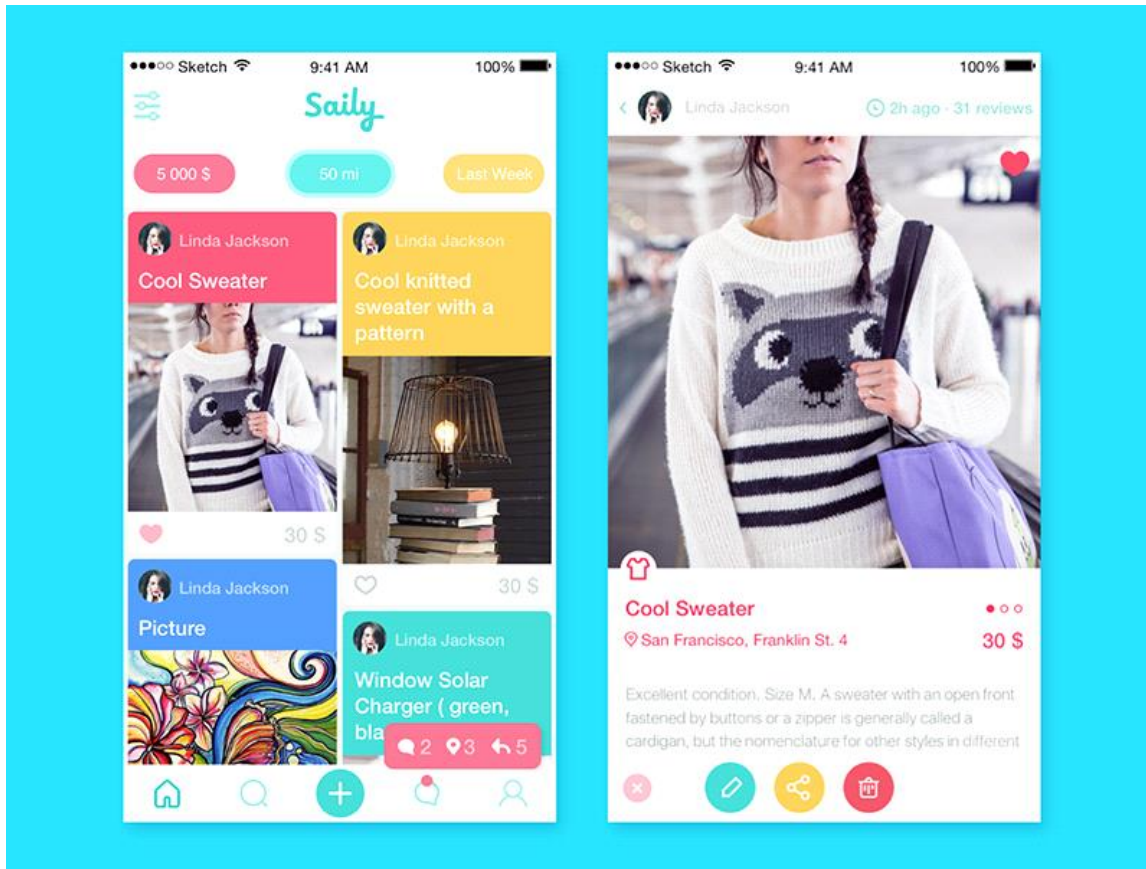 Sketch 9:41 AM 100%
Saily
5 000 $ 50 mi Last Week
Linda Jackson
Cool Sweater
30 $
Linda Jackson
Picture
Linda Jackson
Cool knitted
sweater with a
pattern
30 $
Linda Jackson
Window Solar
Charger ( green,
bla
2 3 5
Sketch 9:41 AM 100%
Linda Jackson 2h ago · 31 reviews
Cool Sweater
San Francisco, Franklin St. 4 30 $
Excellent condition. Size M. A sweater with an open front
fastened by buttons or a zipper is generally called a
cardigan, but the nomenclature for other styles in different